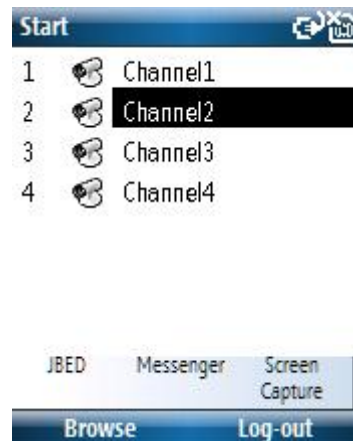 Start
1 Channel1
2 Channel2
3 Channel3
4 Channel4
JBED Messenger Screen
Capture
Browse Log-out